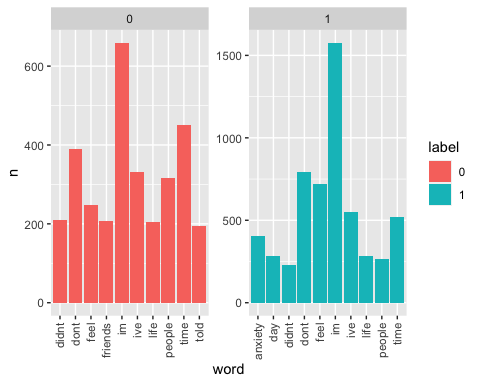 0
1
n
600
400
200
0
1500
1000
500
0
didnt
dont
feel
friends
im
ive
life
people
time
told
anxiety
day
didnt
dont
feel
im
ive
life
people
time
word
label
0
1